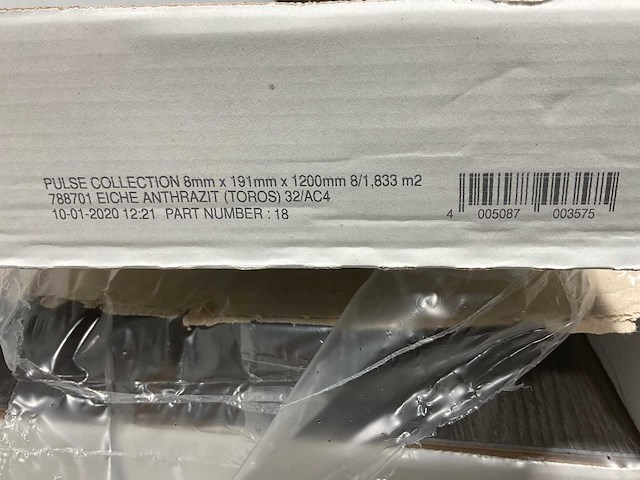 PULSE COLLECTION 8mm x 191mm x 1200mm 8/1,833 m2
788701 EICHE ANTHRAZIT (TOROS) 32/AC4
10-01-2020 12:21 PART NUMBER : 18
4 005087 003575